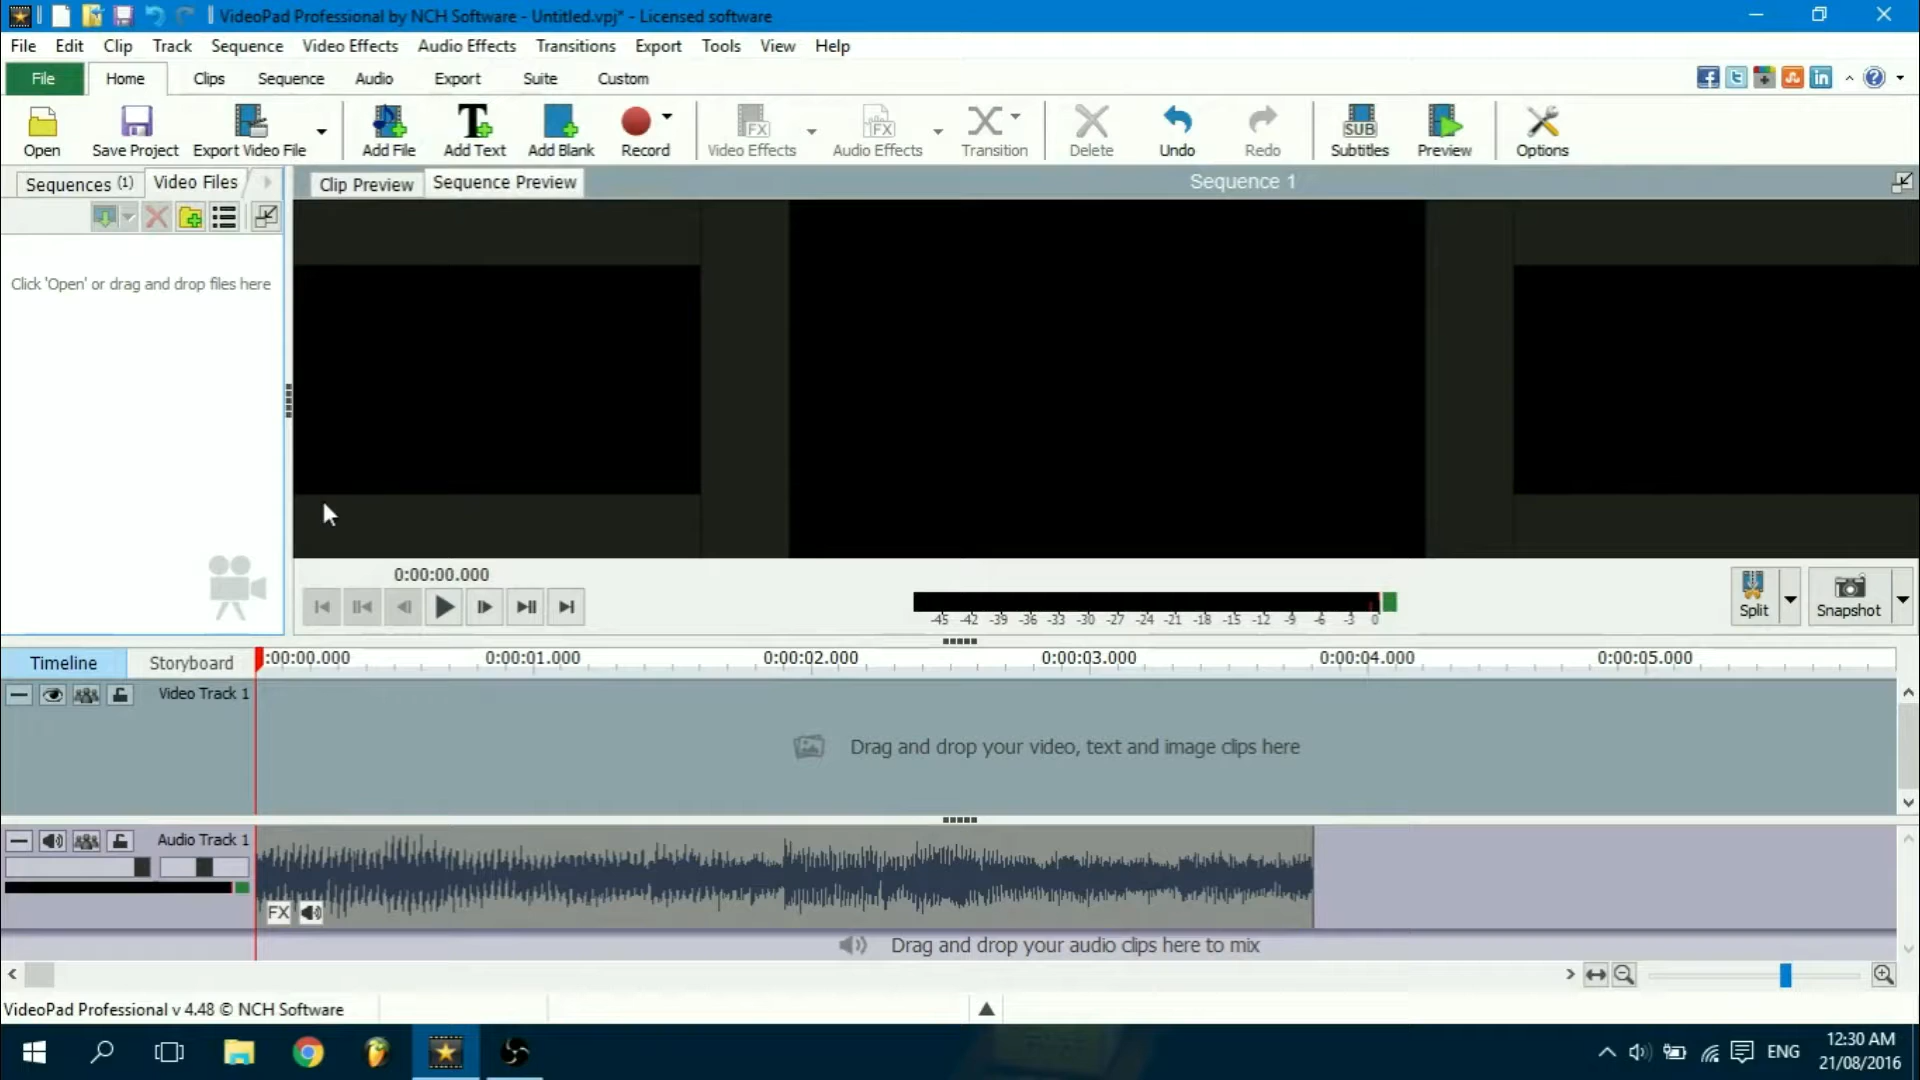 VideoPad Professional by NCH Software - Untitled.vpj* - Licensed software
File Edit Clip Track Sequence Video Effects Audio Effects Transitions Export Tools View Help
File Home Clips Sequence Audio Export Suite Custom
Open Save Project Export Video File Add File Add Text Add Blank Record Video Effects Audio Effects Transition Delete Undo Redo Subtitles Preview Options
Sequences (1) Video Files Clip Preview Sequence Preview Sequence 1
Click 'Open' or drag and drop files here
0:00:00.000
-45 -42 -39 -36 -33 -30 -27 -24 -21 -18 -15 -12 -9 -6 -3 0
Split Snapshot
Timeline Storyboard :00:00.000 0:00:01.000 0:00:02.000 0:00:03.000 0:00:04.000 0:00:05.000
Video Track 1
Drag and drop your video, text and image clips here
Audio Track 1
FX
Drag and drop your audio clips here to mix
VideoPad Professional v 4.48 © NCH Software
ENG
12:30 AM
21/08/2016